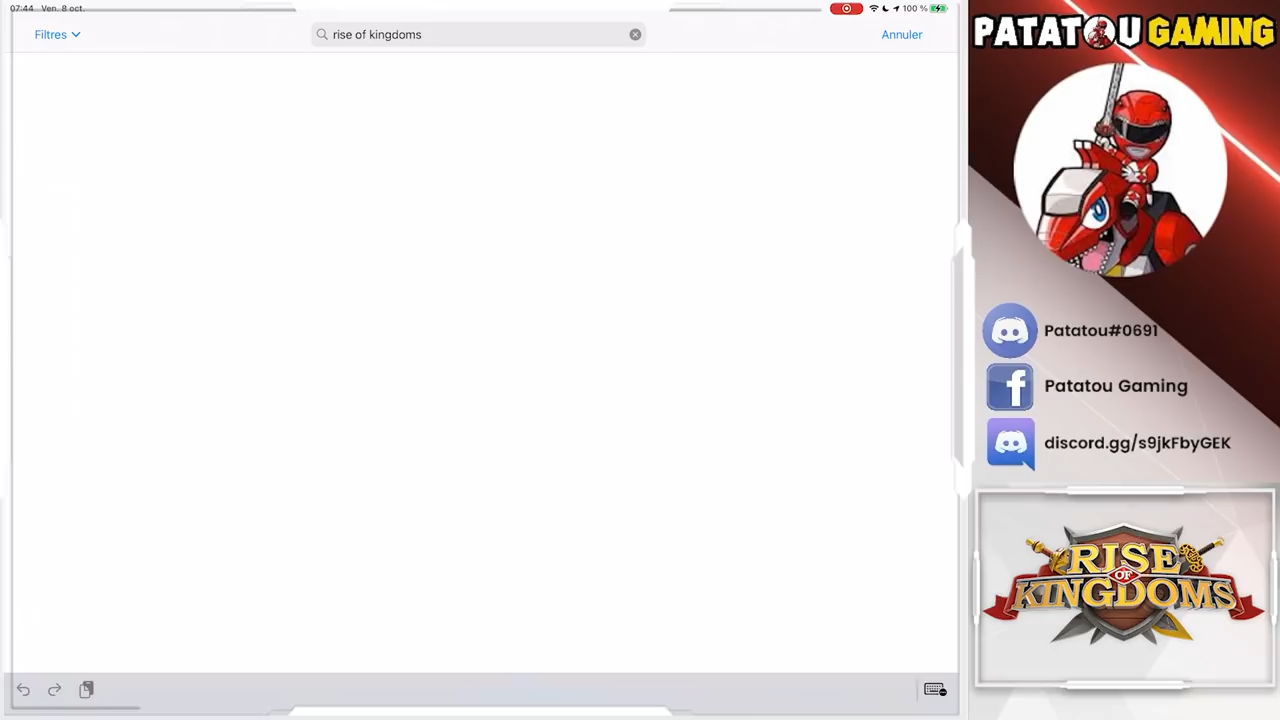 07:44 Ven. 8 oct.
100 %
Filtres
rise of kingdoms
Annuler
PATATOU GAMING
Patatou#0691
Patatou Gaming
discord.gg/s9jkFbyGEK
RISE
OF
KINGDOMS